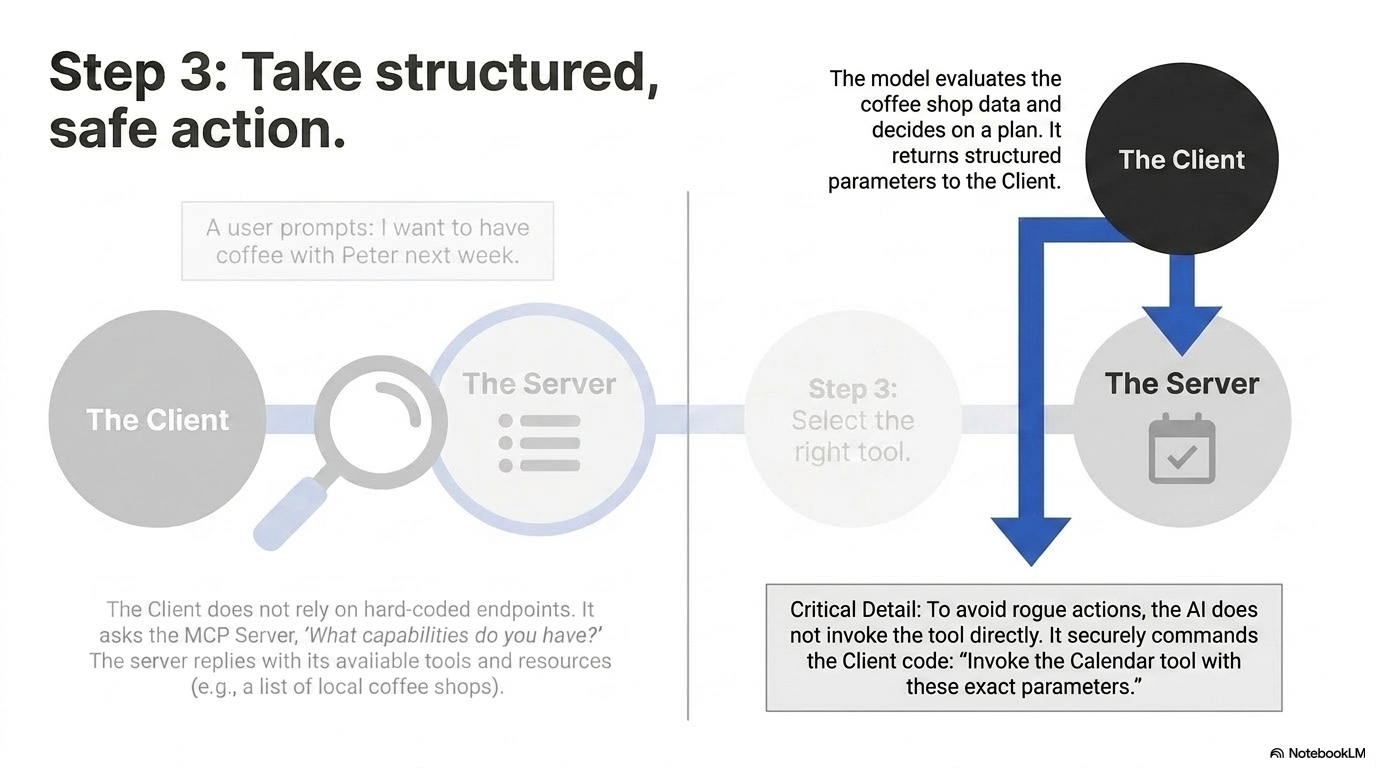 Step 3: Take structured,
safe action.
A user prompts: I want to have
coffee with Peter next week.
The Client
The Server
The Client does not rely on hard-coded endpoints. It
asks the MCP Server, ‘What capabilities do you have?’
The server replies with its available tools and resources
(e.g., a list of local coffee shops).
The model evaluates the
coffee shop data and
decides on a plan. It
returns structured
parameters to the Client.
The Client
Step 3:
Select the
right tool.
The Server
Critical Detail: To avoid rogue actions, the AI does
not invoke the tool directly. It securely commands
the Client code: “Invoke the Calendar tool with
these exact parameters.”
NotebookLM